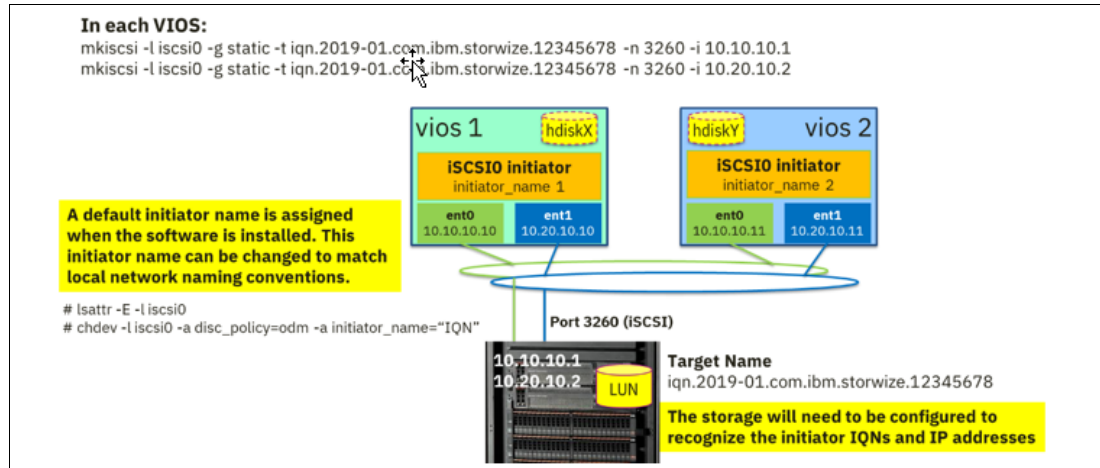 In each VIOS:
mkiscsi -l iscsi0 -g static -t iqn.2019-01.com.ibm.storwize.12345678 -n 3260 -i 10.10.10.1
mkiscsi -l iscsi0 -g static -t iqn.2019-01.com.ibm.storwize.12345678 -n 3260 -i 10.20.10.2
vios 1
hdiskX
iSCSI0 initiator
initiator_name 1
ent0
10.10.10.10
ent1
10.20.10.10
hdiskY
vios 2
iSCSI0 initiator
initiator_name 2
ent0
10.10.10.11
ent1
10.20.10.11
A default initiator name is assigned
when the software is installed. This
initiator name can be changed to match
local network naming conventions.
# lsattr -E -l iscsi0
# chdev -l iscsi0 -a disc_policy=odm -a initiator_name=“IQN”
Port 3260 (iSCSI)
10.10.10.1
10.20.10.2
LUN
Target Name
iqn.2019-01.com.ibm.storwize.12345678
The storage will need to be configured to
recognize the initiator IQNs and IP addresses